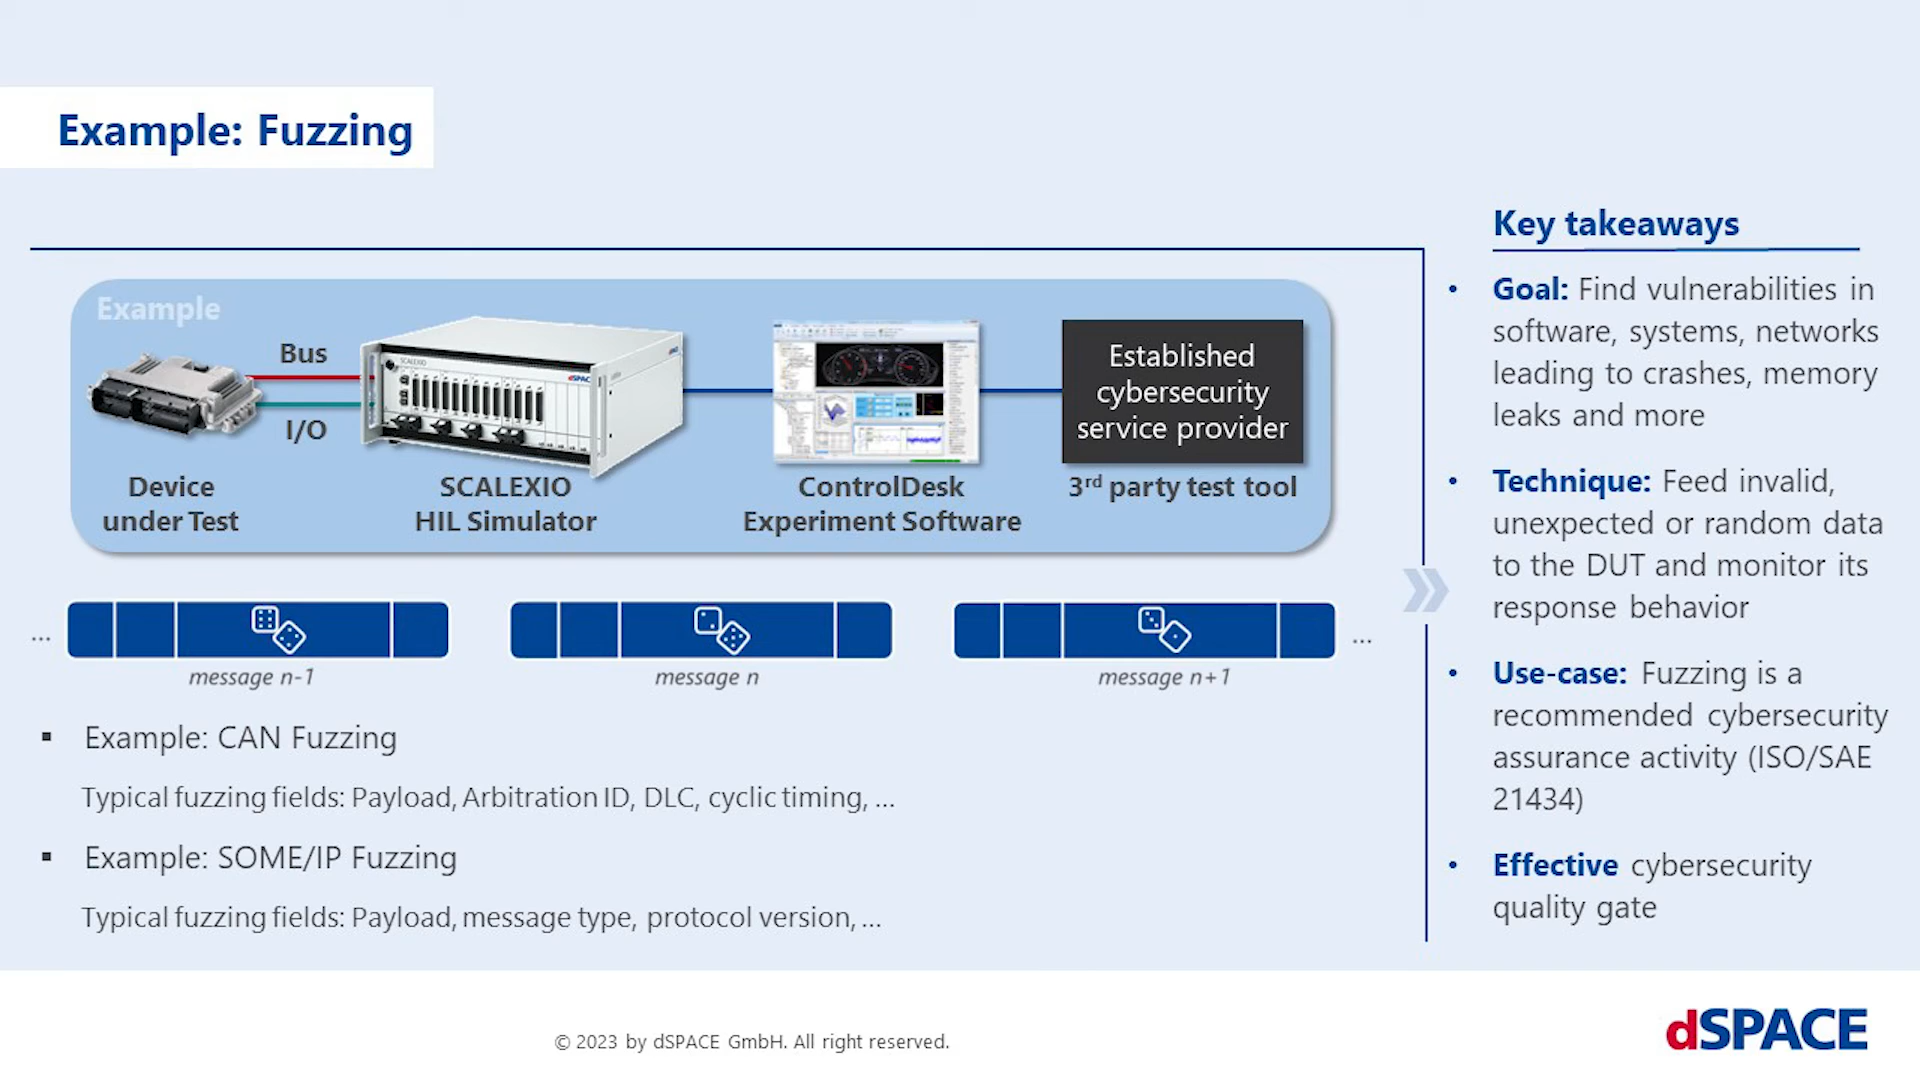 Example: Fuzzing
Example
Bus
I/O
SCALEXIO
dSPACE
Device
under Test
SCALEXIO
HIL Simulator
ControlDesk
Experiment Software
Established
cybersecurity
service provider
3rd party test tool
...
message n-1
message n
message n+1
...
▪ Example: CAN Fuzzing
Typical fuzzing fields: Payload, Arbitration ID, DLC, cyclic timing, ...
▪ Example: SOME/IP Fuzzing
Typical fuzzing fields: Payload, message type, protocol version, ...
Key takeaways
• Goal: Find vulnerabilities in
software, systems, networks
leading to crashes, memory
leaks and more
• Technique: Feed invalid,
unexpected or random data
to the DUT and monitor its
response behavior
• Use-case: Fuzzing is a
recommended cybersecurity
assurance activity (ISO/SAE
21434)
• Effective cybersecurity
quality gate
© 2023 by dSPACE GmbH. All right reserved.
dSPACE